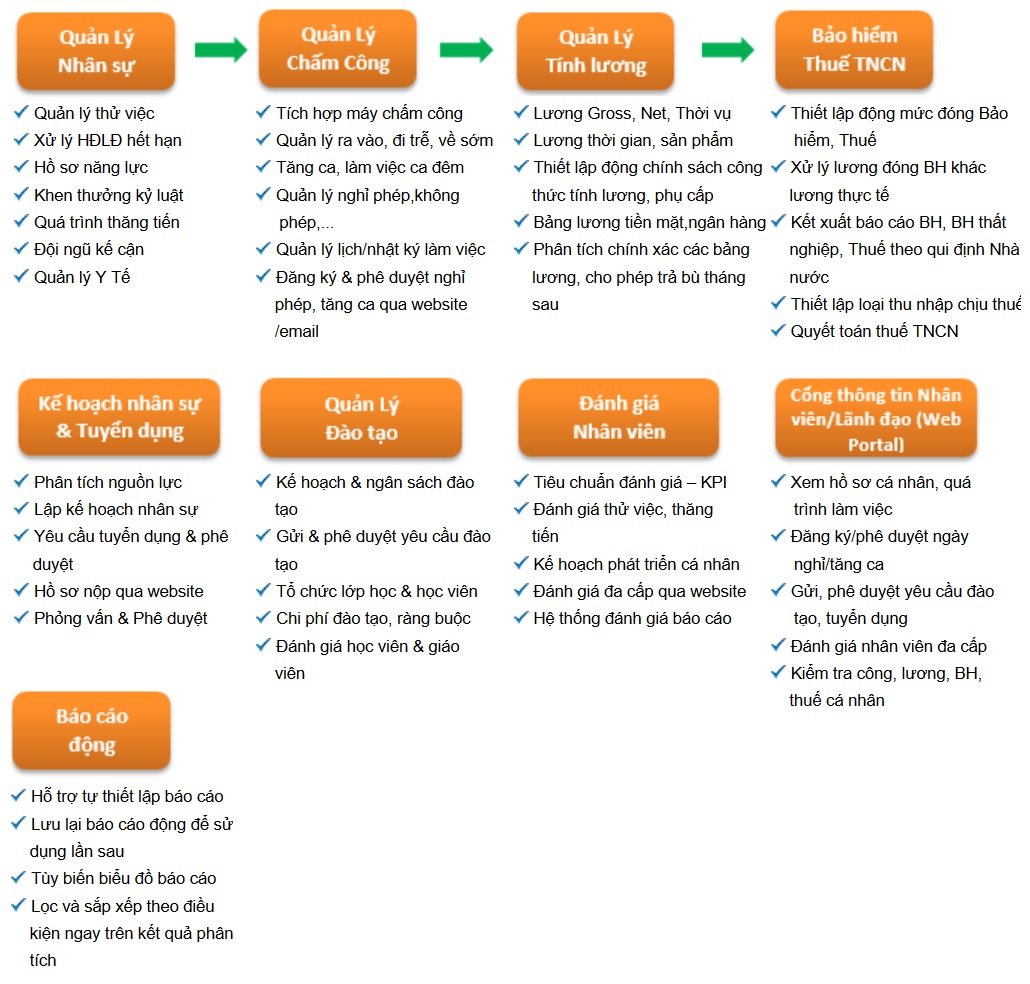 Quản Lý
Nhân sự
Quản lý thử việc
Xử lý HĐLĐ hết hạn
Hồ sơ năng lực
Khen thưởng kỷ luật
Quá trình thăng tiến
Đội ngũ kế cận
Quản lý Y Tế
Quản Lý
Chấm Công
Tích hợp máy chấm công
Quản lý ra vào, đi trễ, về sớm
Tăng ca, làm việc ca đêm
Quản lý nghỉ phép,không
phép,...
Quản lý lịch/nhật ký làm việc
Đăng ký & phê duyệt nghỉ
phép, tăng ca qua website
/email
Quản Lý
Tính lương
Lương Gross, Net, Thời vụ
Lương thời gian, sản phẩm
Thiết lập động chính sách công
thức tính lương, phụ cấp
Bảng lương tiền mặt,ngân hàng
Phân tích chính xác các bảng
lương, cho phép trả bù tháng
sau
Bảo hiểm
Thuế TNCN
Thiết lập động mức đóng Bảo
hiểm, Thuế
Xử lý lương đóng BH khác
lương thực tế
Kết xuất báo cáo BH, BH thất
nghiệp, Thuế theo qui định Nhà
nước
Thiết lập loại thu nhập chịu thuế
Quyết toán thuế TNCN
Kế hoạch nhân sự
& Tuyển dụng
Phân tích nguồn lực
Lập kế hoạch nhân sự
Yêu cầu tuyển dụng & phê
duyệt
Hồ sơ nộp qua website
Phỏng vấn & Phê duyệt
Quản Lý
Đào tạo
Kế hoạch & ngân sách đào
tạo
Gửi & phê duyệt yêu cầu đào
tạo
Tổ chức lớp học & học viên
Chi phí đào tạo, ràng buộc
Đánh giá học viên & giáo
viên
Đánh giá
Nhân viên
Tiêu chuẩn đánh giá – KPI
Đánh giá thử việc, thăng
tiến
Kế hoạch phát triển cá nhân
Đánh giá đa cấp qua website
Hệ thống đánh giá báo cáo
Cổng thông tin Nhân
viên/Lãnh đạo (Web
Portal)
Xem hồ sơ cá nhân, quá
trình làm việc
Đăng ký/phê duyệt ngày
nghỉ/tăng ca
Gửi, phê duyệt yêu cầu đào
tạo, tuyển dụng
Đánh giá nhân viên đa cấp
Kiểm tra công, lương, BH,
thuế cá nhân
Báo cáo
động
Hỗ trợ tự thiết lập báo cáo
Lưu lại báo cáo động để sử
dụng lần sau
Tùy biến biểu đồ báo cáo
Lọc và sắp xếp theo điều
kiện ngay trên kết quả phân
tích